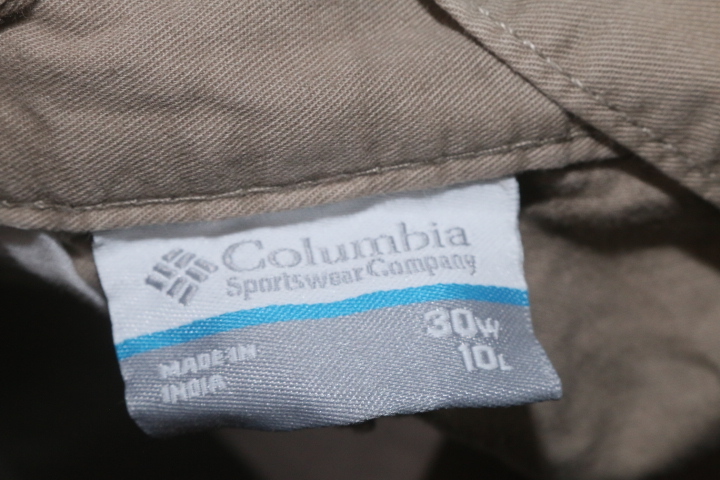 Columbia
Sportswear Company
30W
10L
MADE IN
INDIA